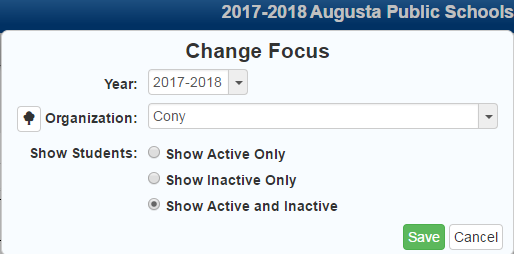 2017-2018 Augusta Public Schools
Change Focus
Year: 2017-2018
Organization: Cony
Show Students: Show Active Only
Show Inactive Only
Show Active and Inactive
Save Cancel